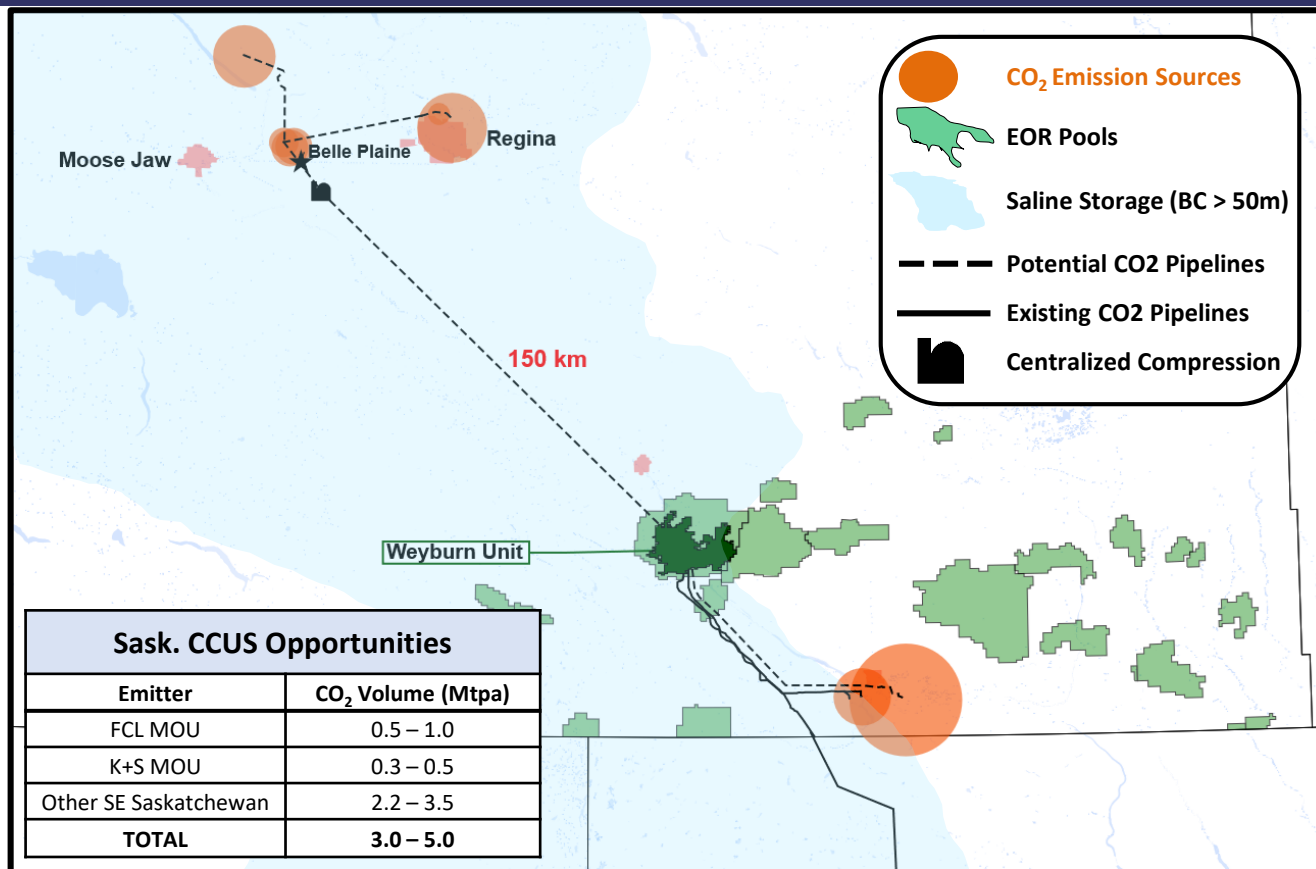 CO₂ Emission Sources
EOR Pools
Saline Storage (BC > 50m)
Potential CO2 Pipelines
Existing CO2 Pipelines
Centralized Compression
Moose Jaw
Belle Plaine
Regina
150 km
Weyburn Unit
Sask. CCUS Opportunities
Emitter CO₂ Volume (Mtpa)
FCL MOU 0.5 – 1.0
K+S MOU 0.3 – 0.5
Other SE Saskatchewan 2.2 – 3.5
TOTAL 3.0 – 5.0